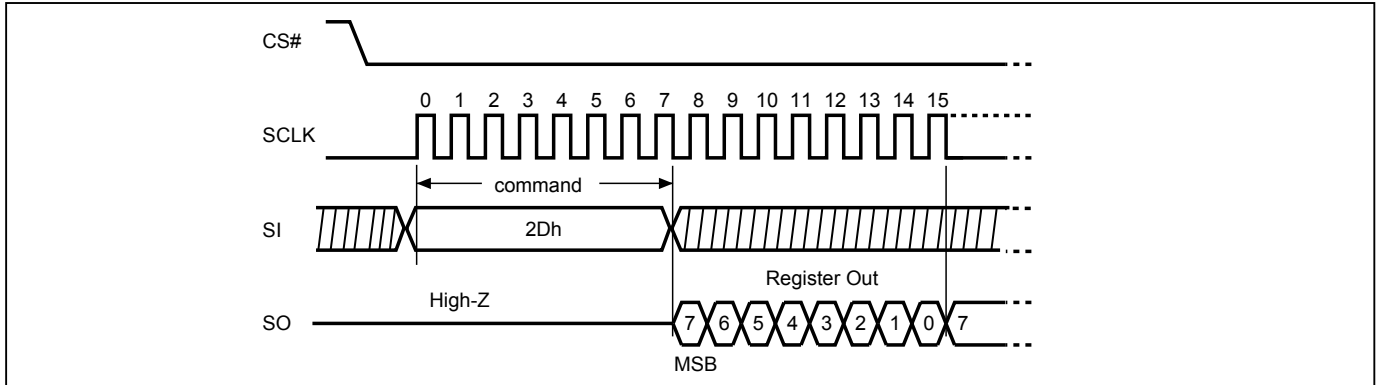 CS#
0 1 2 3 4 5 6 7 8 9 10 11 12 13 14 15
SCLK
command
SI
2Dh
Register Out
High-Z
SO
7 6 5 4 3 2 1 0 7
MSB